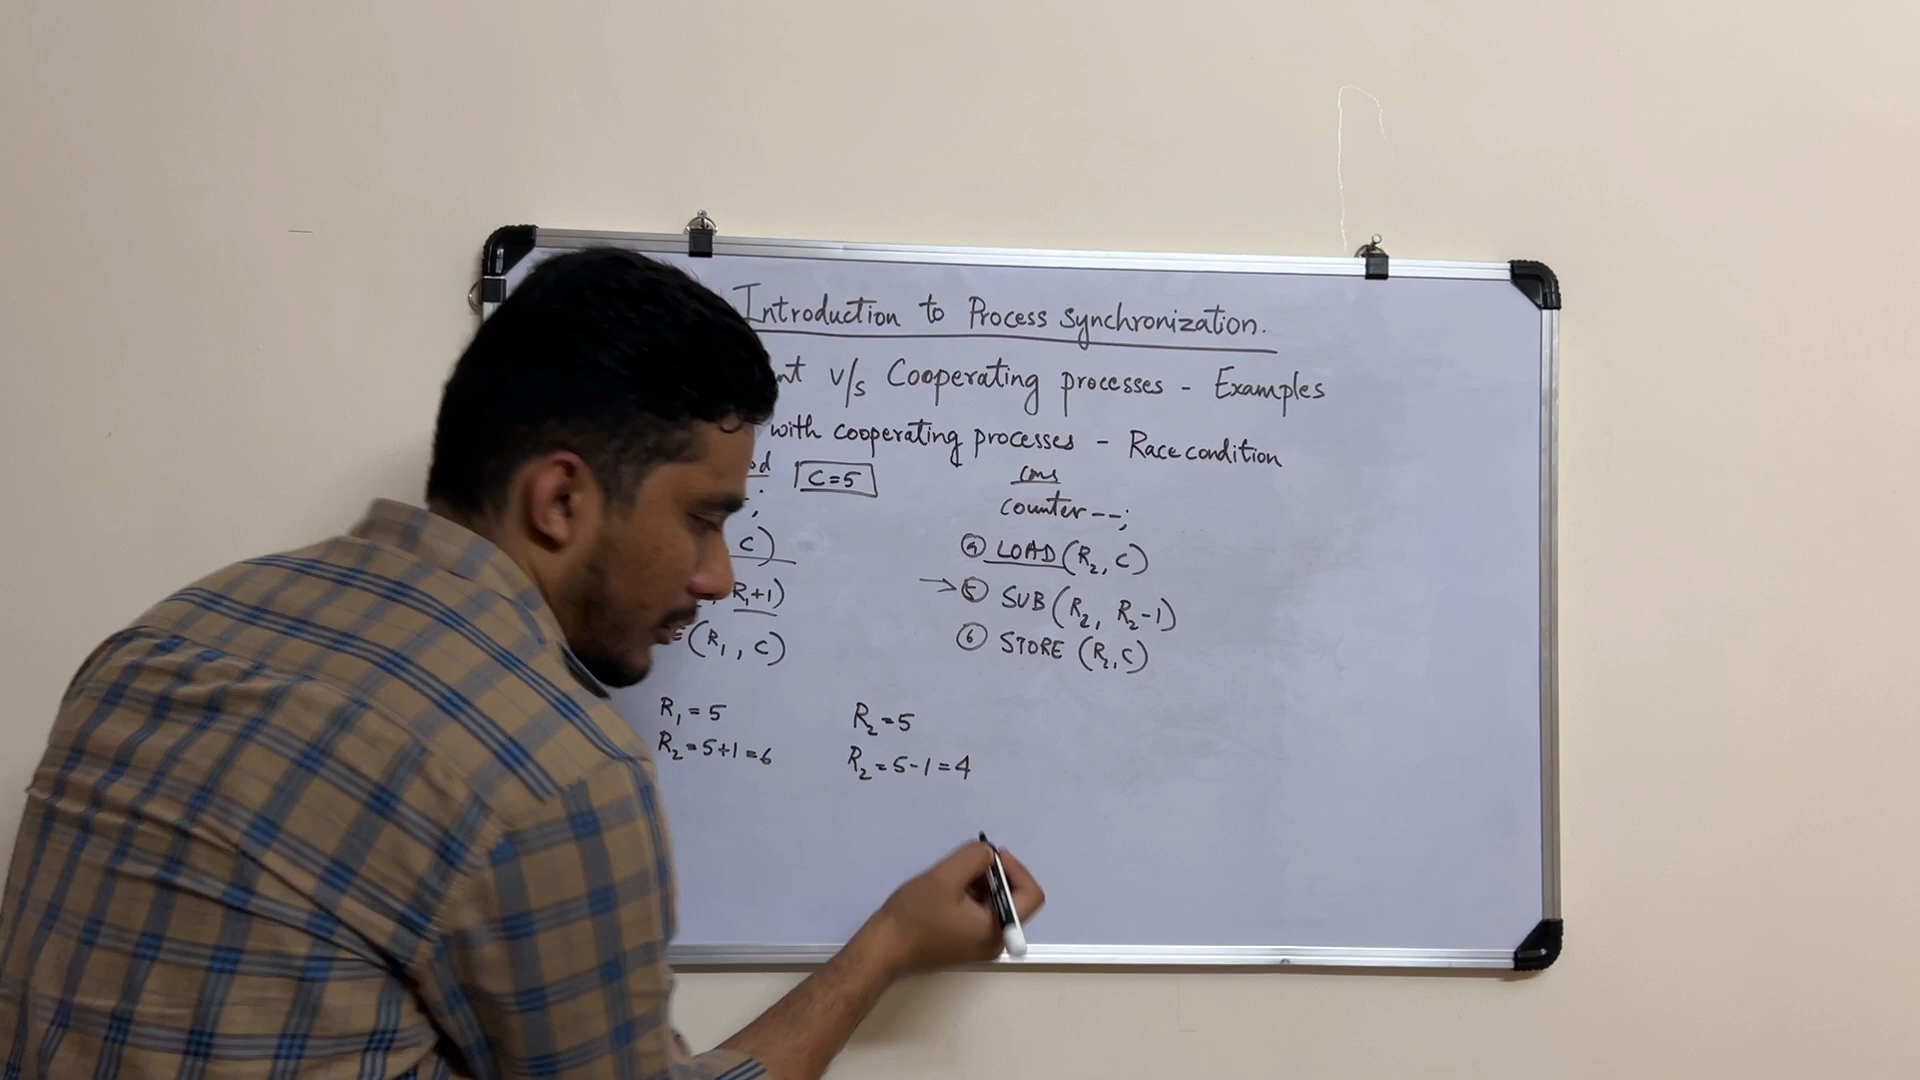 Introduction to Process Synchronization.
v/s Cooperating processes - Examples
with cooperating processes - Race condition
C=5
cons
;
counter--;
C)
④ LOAD(R₂, C)
R₁+1)
→ ⑤ SUB(R₂, R₂-1)
(R₁, C)
⑥ STORE (R₂, C)
R₁ = 5
R₂ = 5
R₂ = 5+1 = 6
R₂ = 5-1 = 4